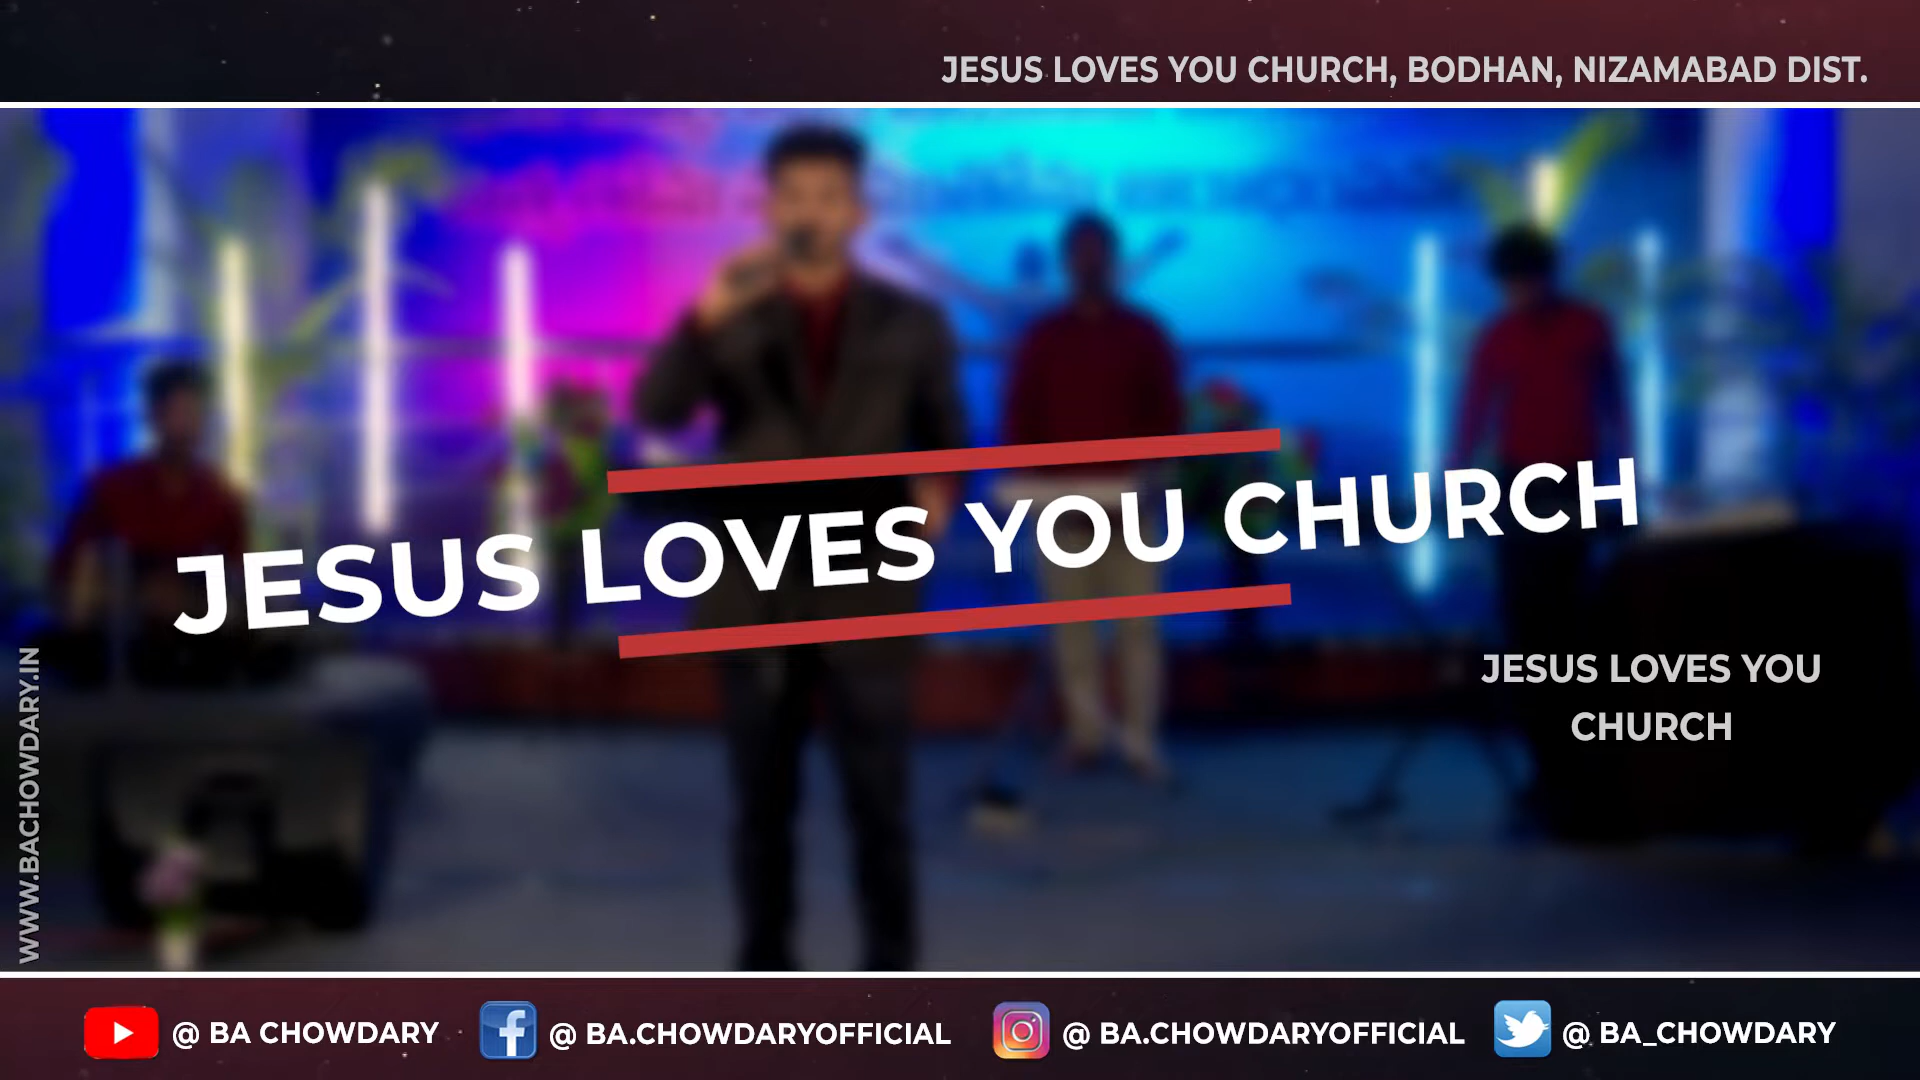 JESUS LOVES YOU CHURCH, BODHAN, NIZAMABAD DIST.
JESUS LOVES YOU CHURCH
JESUS LOVES YOU
CHURCH
WWW.BACHOWDARY.IN
@ BA CHOWDARY
@ BA.CHOWDARYOFFICIAL
@ BA.CHOWDARYOFFICIAL
@ BA_CHOWDARY